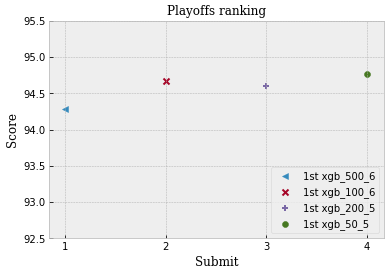 Playoffs ranking
95.5
95.0
94.5
94.0
93.5
93.0
92.5
Score
1st xgb_500_6
1st xgb_100_6
1st xgb_200_5
1st xgb_50_5
1 2 3 4
Submit